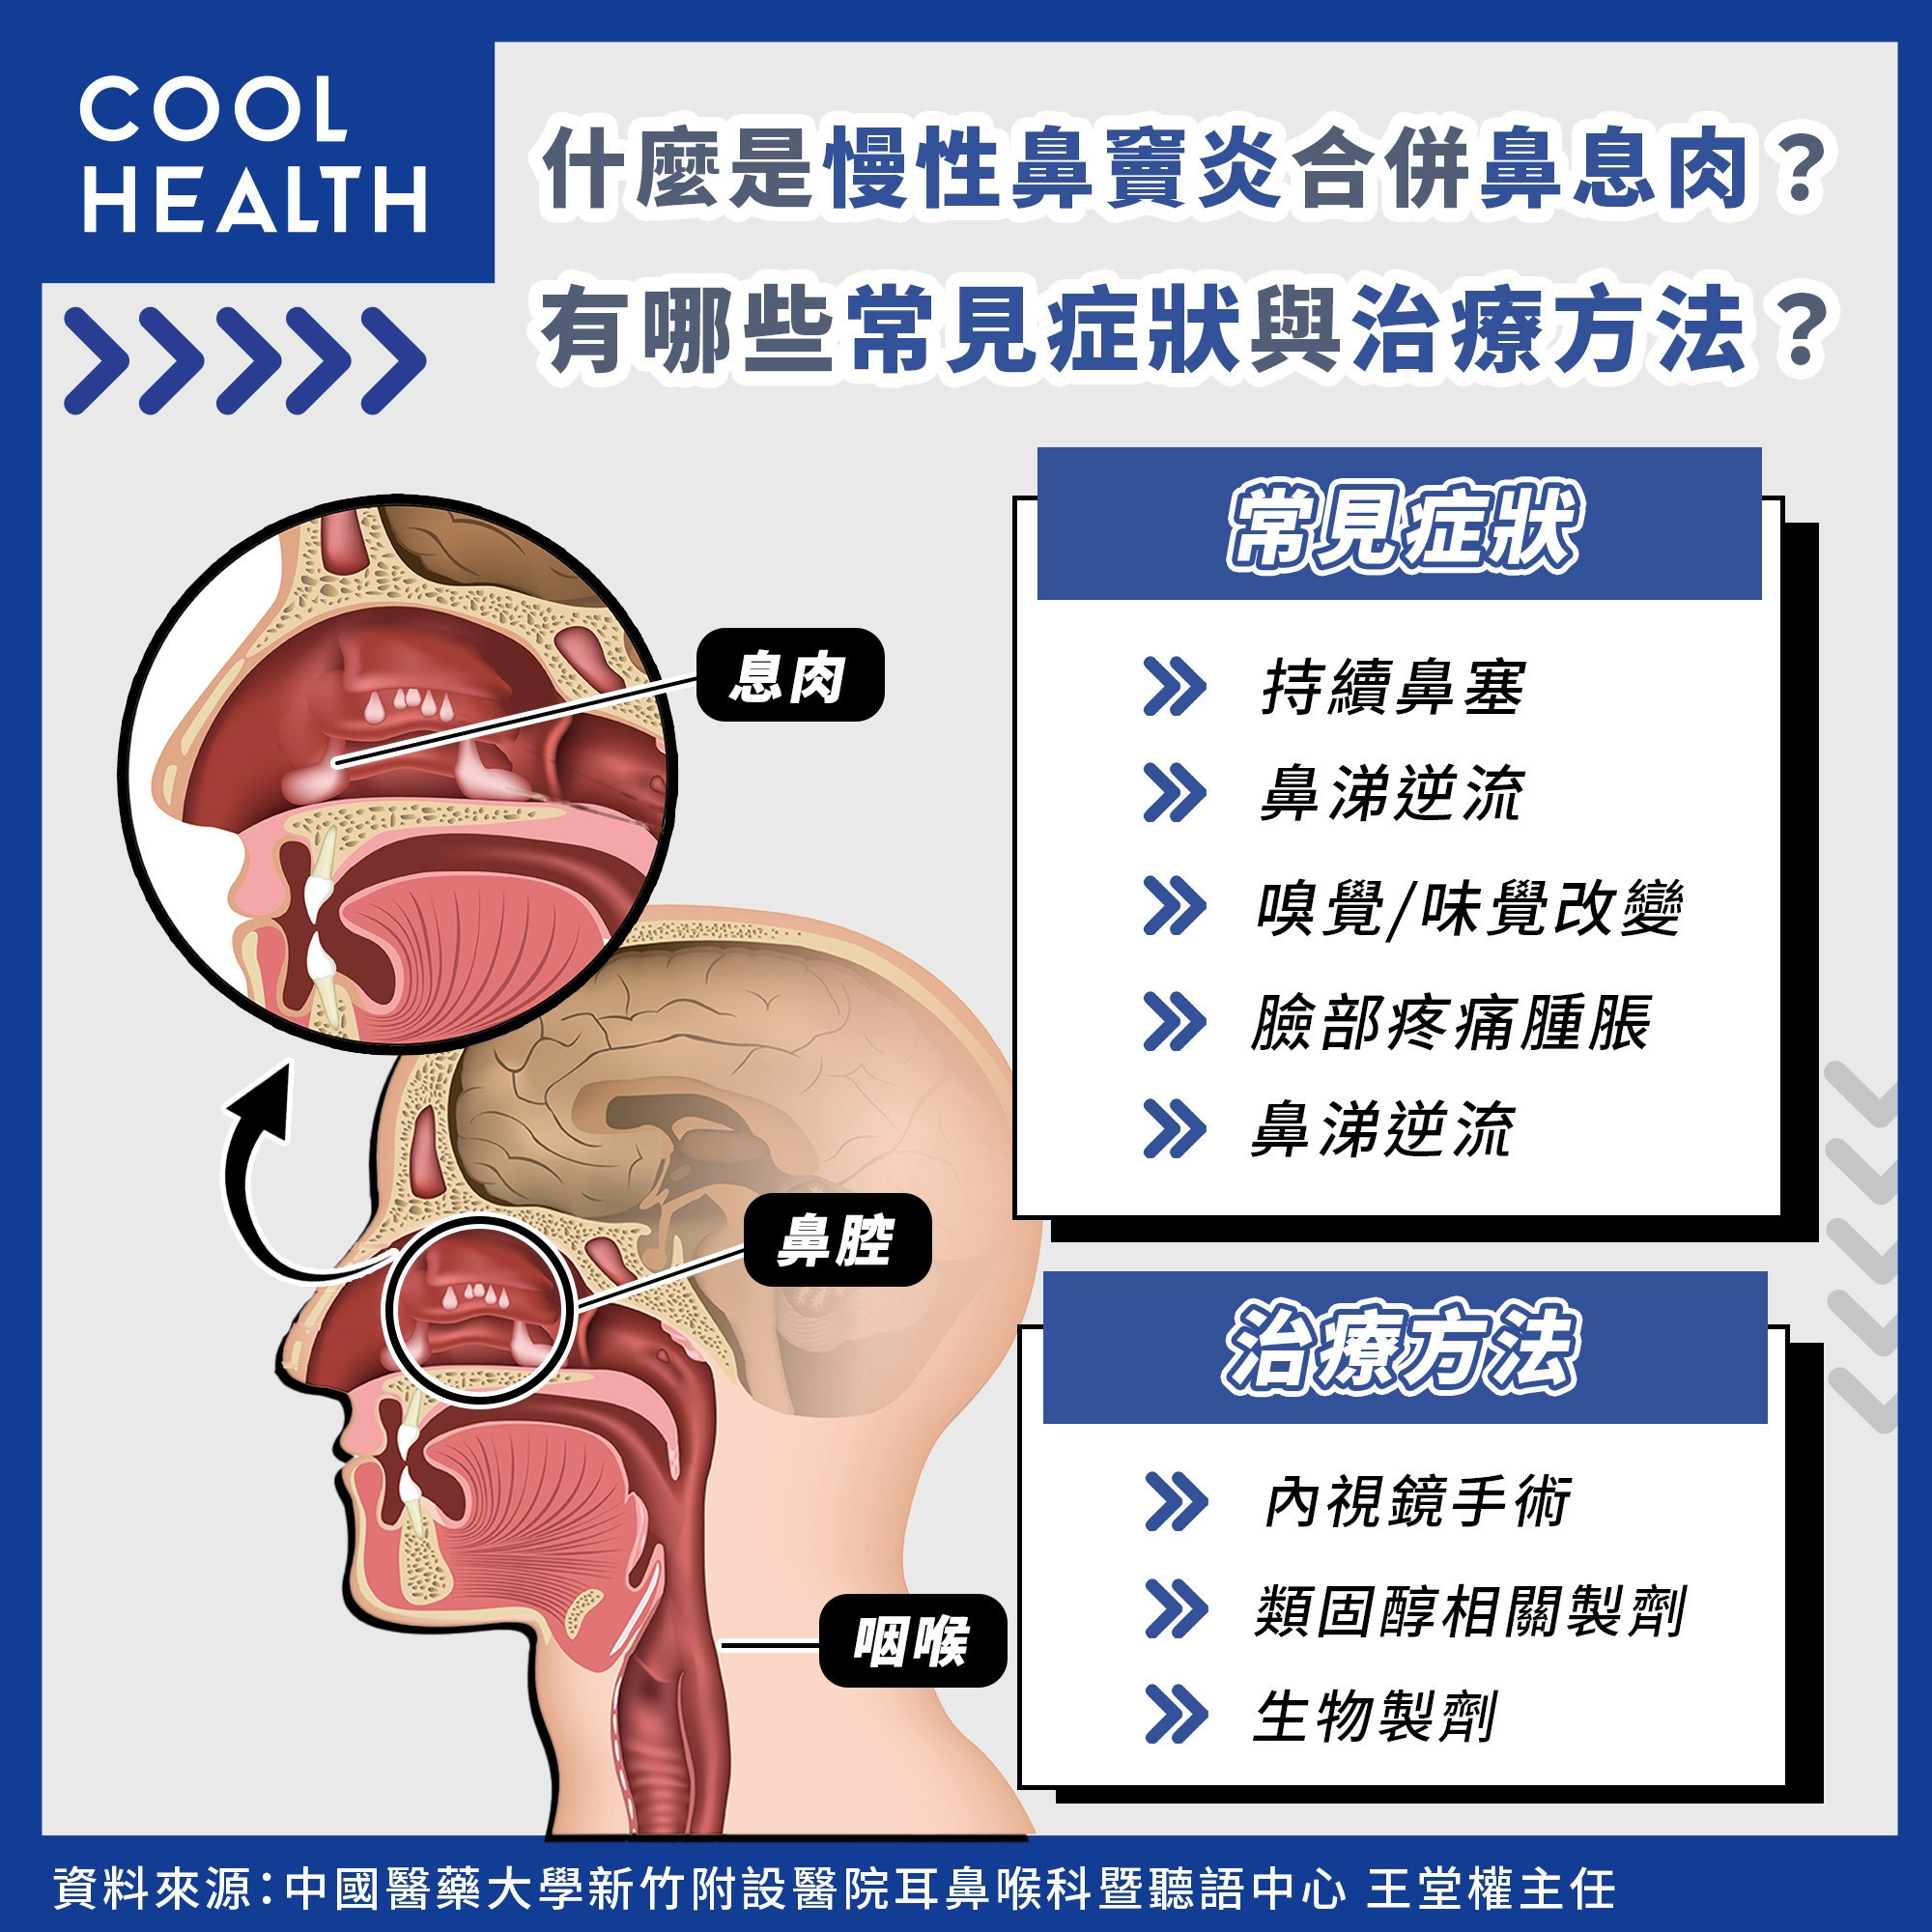 COOL
HEALTH
什麼是慢性鼻竇炎合併鼻息肉？
有哪些常見症狀與治療方法？
常見症狀
持續鼻塞
鼻涕逆流
嗅覺/味覺改變
臉部疼痛腫脹
鼻涕逆流
息肉
鼻腔
咽喉
治療方法
內視鏡手術
類固醇相關製劑
生物製劑
資料來源：中國醫藥大學新竹附設醫院耳鼻喉科暨聽語中心 王堂權主任